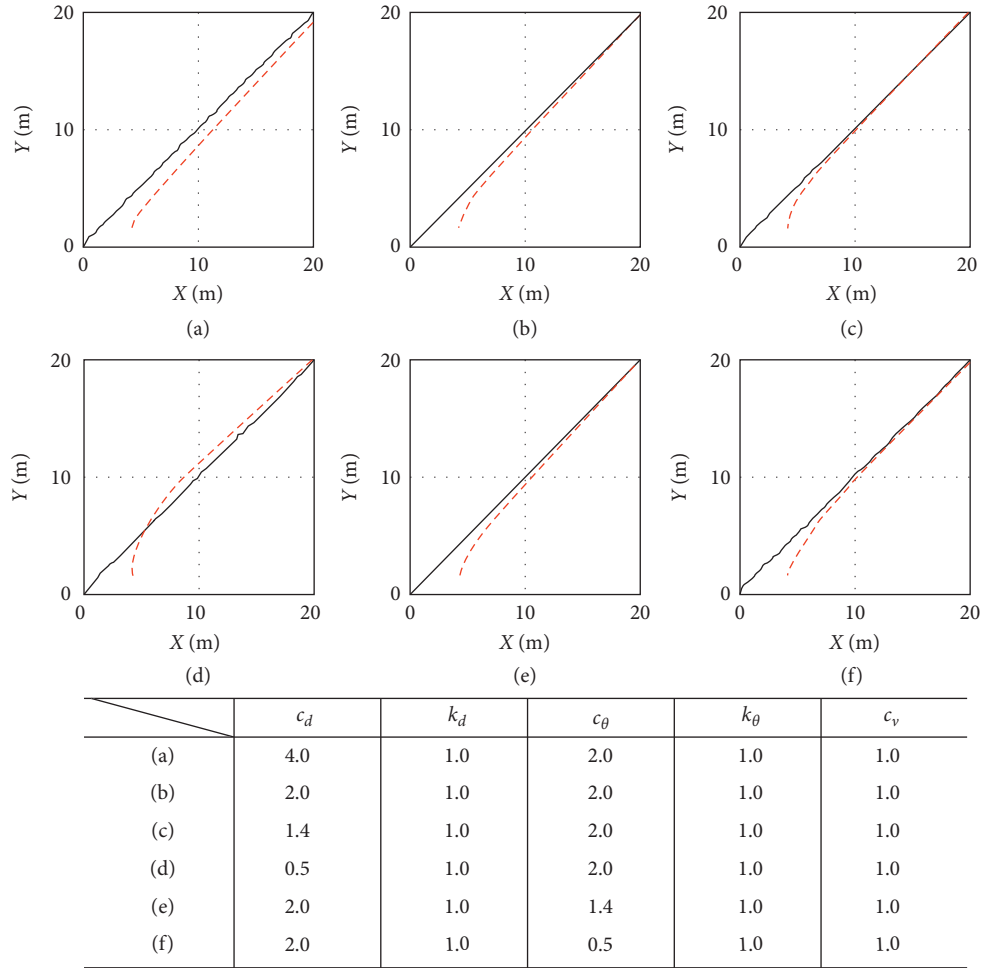 20 20 20
Y (m) Y (m) Y (m)
10 10 10
0 0 0
0 10 20 0 10 20 0 10 20
X (m) X (m) X (m)
(a) (b) (c)
20 20 20
Y (m) Y (m) Y (m)
10 10 10
0 0 0
0 10 20 0 10 20 0 10 20
X (m) X (m) X (m)
(d) (e) (f)
c_d k_d c_θ k_θ c_v
(a) 4.0 1.0 2.0 1.0 1.0
(b) 2.0 1.0 2.0 1.0 1.0
(c) 1.4 1.0 2.0 1.0 1.0
(d) 0.5 1.0 2.0 1.0 1.0
(e) 2.0 1.0 1.4 1.0 1.0
(f) 2.0 1.0 0.5 1.0 1.0